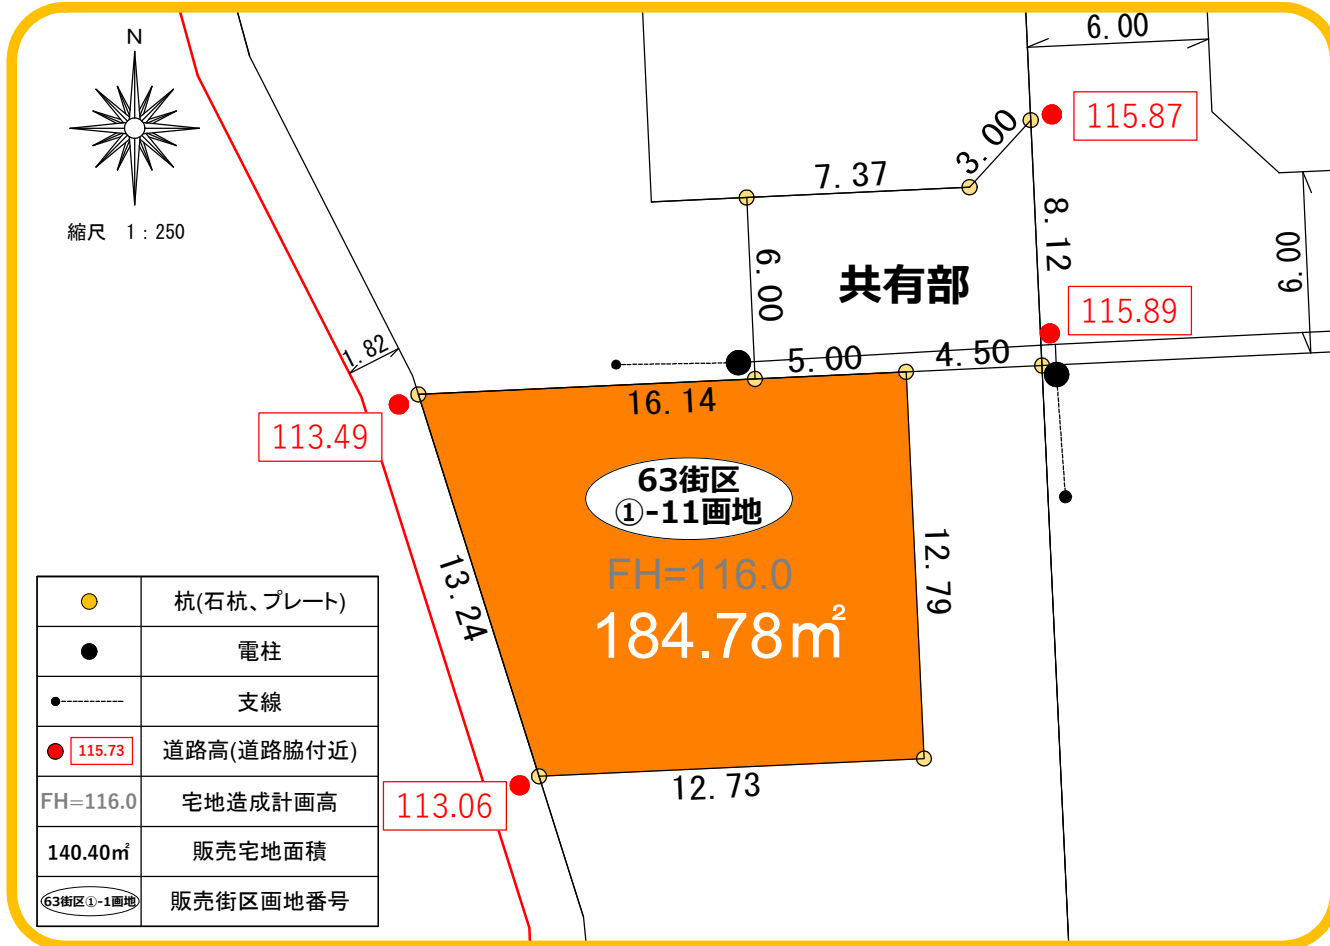 N
縮尺 1:250
6.00
115.87
3.00
7.37
8.12
6.00
6.00
共有部
115.89
1.82
5.00
4.50
16.14
113.49
63街区
①-11画地
FH=116.0
184.78㎡
13.24
12.79
12.73
113.06
杭(石杭、プレート)
電柱
支線
115.73
道路高(道路脇付近)
FH=116.0
宅地造成計画高
140.40㎡
販売宅地面積
63街区①-1画地
販売街区画地番号